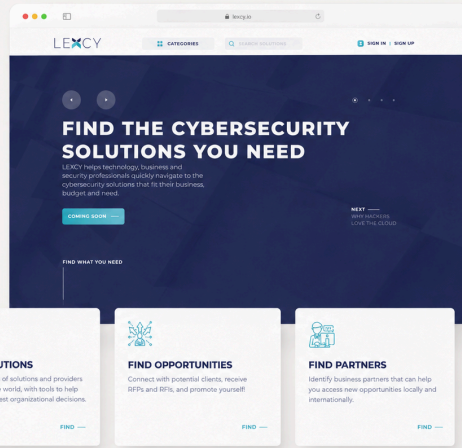 lexcy.io
LEXCY
CATEGORIES
SEARCH SOLUTIONS
SIGN IN | SIGN UP
FIND THE CYBERSECURITY
SOLUTIONS YOU NEED
LEXCY helps technology, business and
security professionals quickly navigate to the
cybersecurity solutions that fit their business,
budget and need.
COMING SOON
NEXT
WHY HACKERS
LOVE THE CLOUD
FIND WHAT YOU NEED
UTIONS
of solutions and providers
world, with tools to help
est organizational decisions.
FIND
FIND OPPORTUNITIES
Connect with potential clients, receive
RFPs and RFIs, and promote yourself!
FIND
FIND PARTNERS
Identify business partners that can help
you access new opportunities locally and
internationally.
FIND